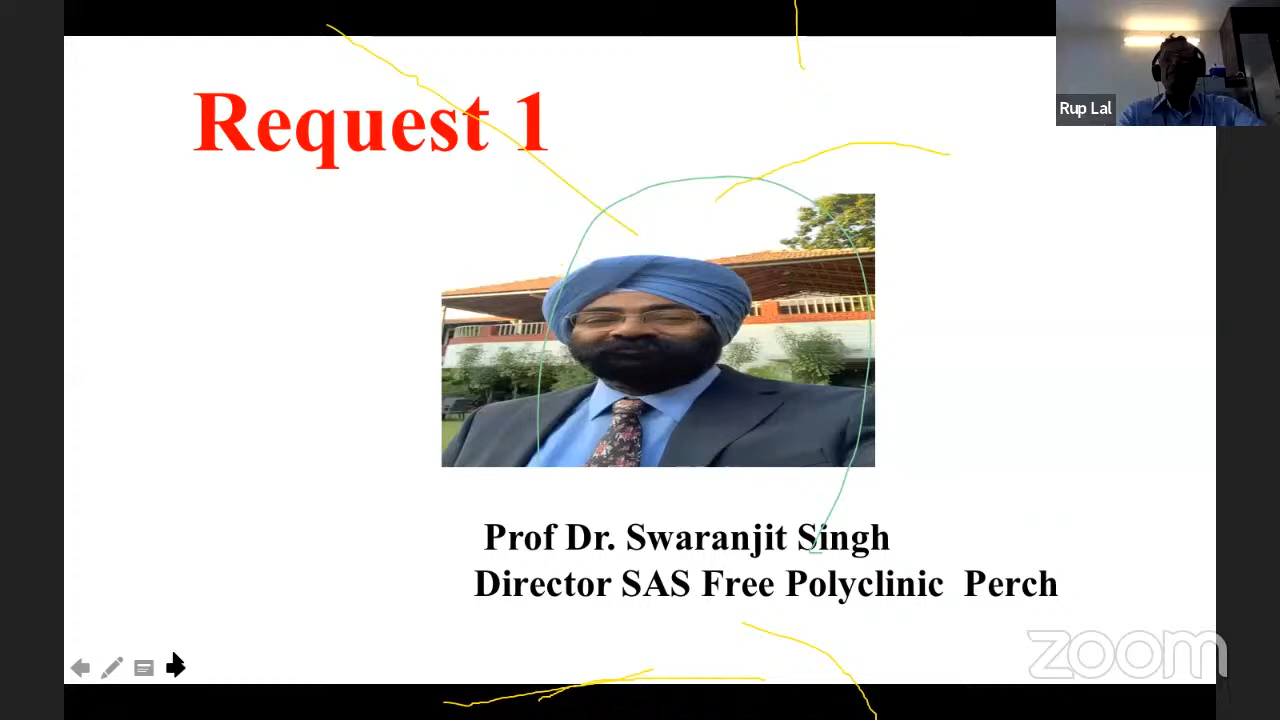 Request 1
Rup Lal
Prof Dr. Swaranjit Singh
Director SAS Free Polyclinic Perch
zoom